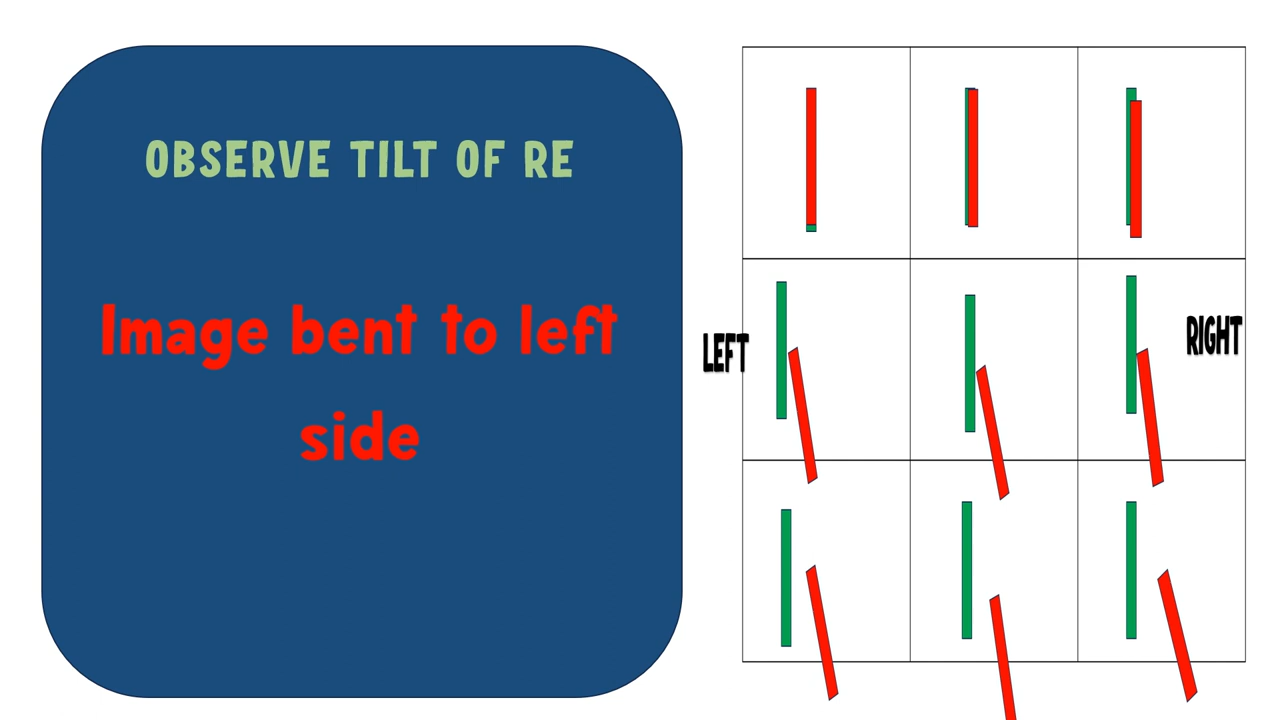 OBSERVE TILT OF RE
Image bent to left
side
LEFT
RIGHT